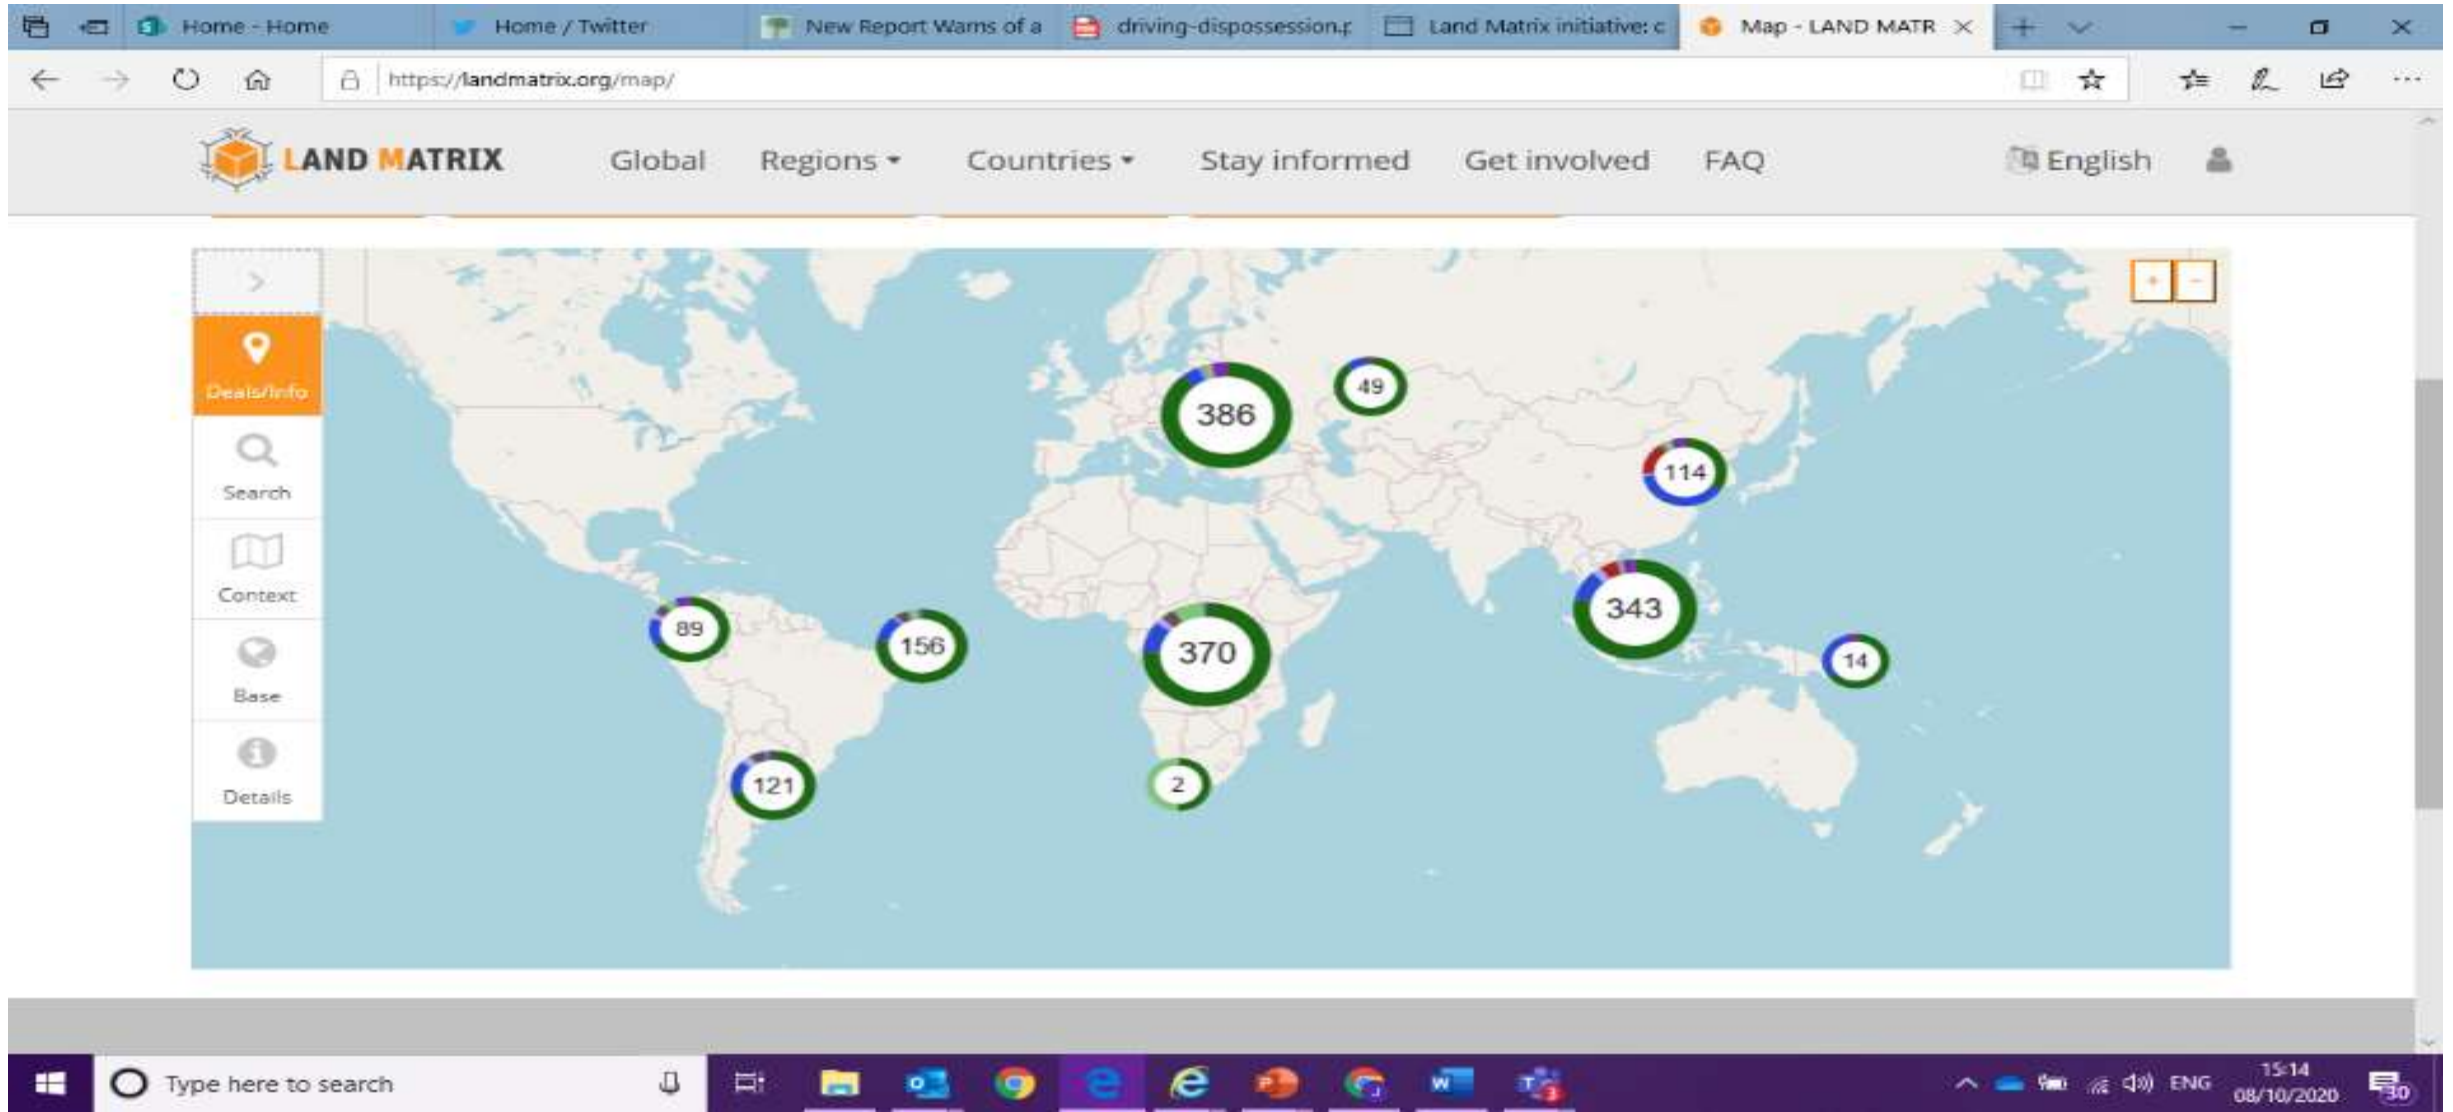 Home - Home
Home / Twitter
New Report Warns of a
driving-dispossession.p
Land Matrix initiative: c
Map - LAND MATR
https://landmatrix.org/map/
LAND MATRIX
Global
Regions
Countries
Stay informed
Get involved
FAQ
English
Deals/Info
Search
Context
Base
Details
+
-
386
49
114
343
14
89
156
370
121
2
Type here to search
ENG
15:14
08/10/2020
30